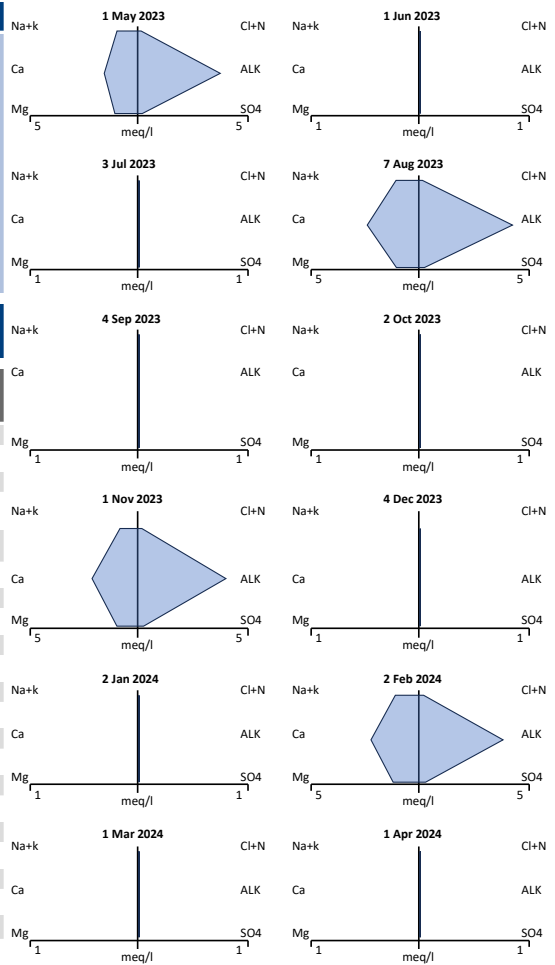 1 May 2023
Na+k Cl+N
Ca ALK
Mg SO4
5 5
meq/l
1 Jun 2023
Na+k Cl+N
Ca ALK
Mg SO4
1 1
meq/l
3 Jul 2023
Na+k Cl+N
Ca ALK
Mg SO4
1 1
meq/l
7 Aug 2023
Na+k Cl+N
Ca ALK
Mg SO4
5 5
meq/l
4 Sep 2023
Na+k Cl+N
Ca ALK
Mg SO4
1 1
meq/l
2 Oct 2023
Na+k Cl+N
Ca ALK
Mg SO4
1 1
meq/l
1 Nov 2023
Na+k Cl+N
Ca ALK
Mg SO4
5 5
meq/l
4 Dec 2023
Na+k Cl+N
Ca ALK
Mg SO4
1 1
meq/l
2 Jan 2024
Na+k Cl+N
Ca ALK
Mg SO4
1 1
meq/l
2 Feb 2024
Na+k Cl+N
Ca ALK
Mg SO4
5 5
meq/l
1 Mar 2024
Na+k Cl+N
Ca ALK
Mg SO4
1 1
meq/l
1 Apr 2024
Na+k Cl+N
Ca ALK
Mg SO4
1 1
meq/l